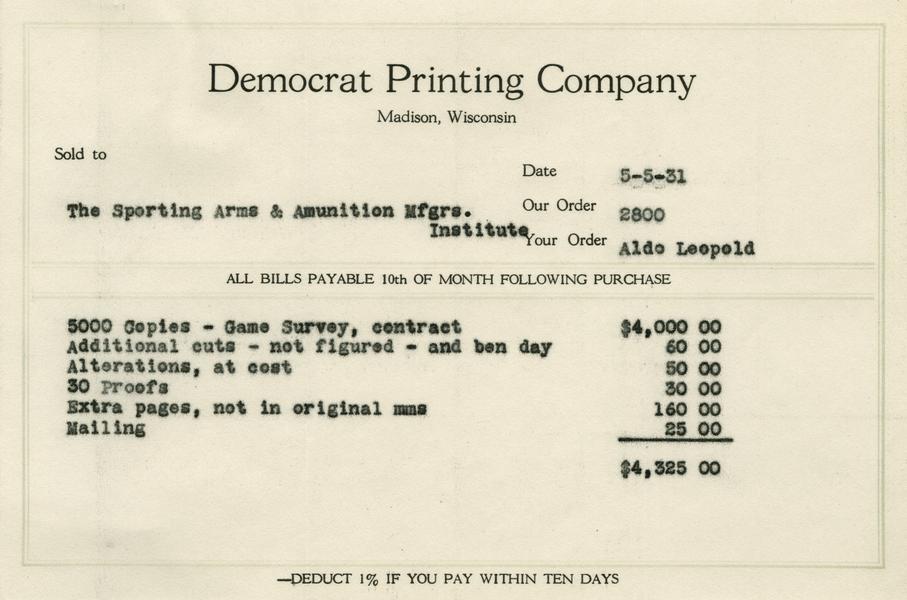 Democrat Printing Company
Madison, Wisconsin
Sold to
Date 5-5-31
The Sporting Arms & Amunition Mfgrs.
Institute
Our Order 2800
Your Order Aldo Leopold
ALL BILLS PAYABLE 10th OF MONTH FOLLOWING PURCHASE
5000 Copies - Game Survey, contract $4,000 00
Additional cuts - not figured - and ben day 60 00
Alterations, at cost 50 00
30 Proofs 30 00
Extra pages, not in original mms 160 00
Mailing 25 00
$4,325 00
—DEDUCT 1% IF YOU PAY WITHIN TEN DAYS